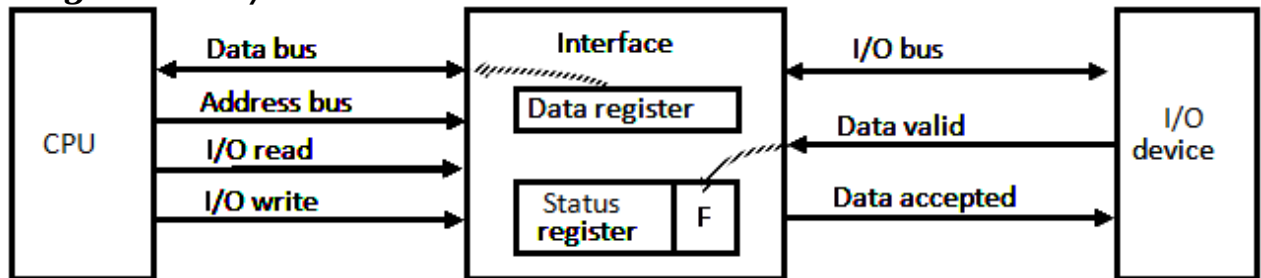 CPU
Data bus
Address bus
I/O read
I/O write
Interface
Data register
Status
register
F
I/O bus
Data valid
Data accepted
I/O
device